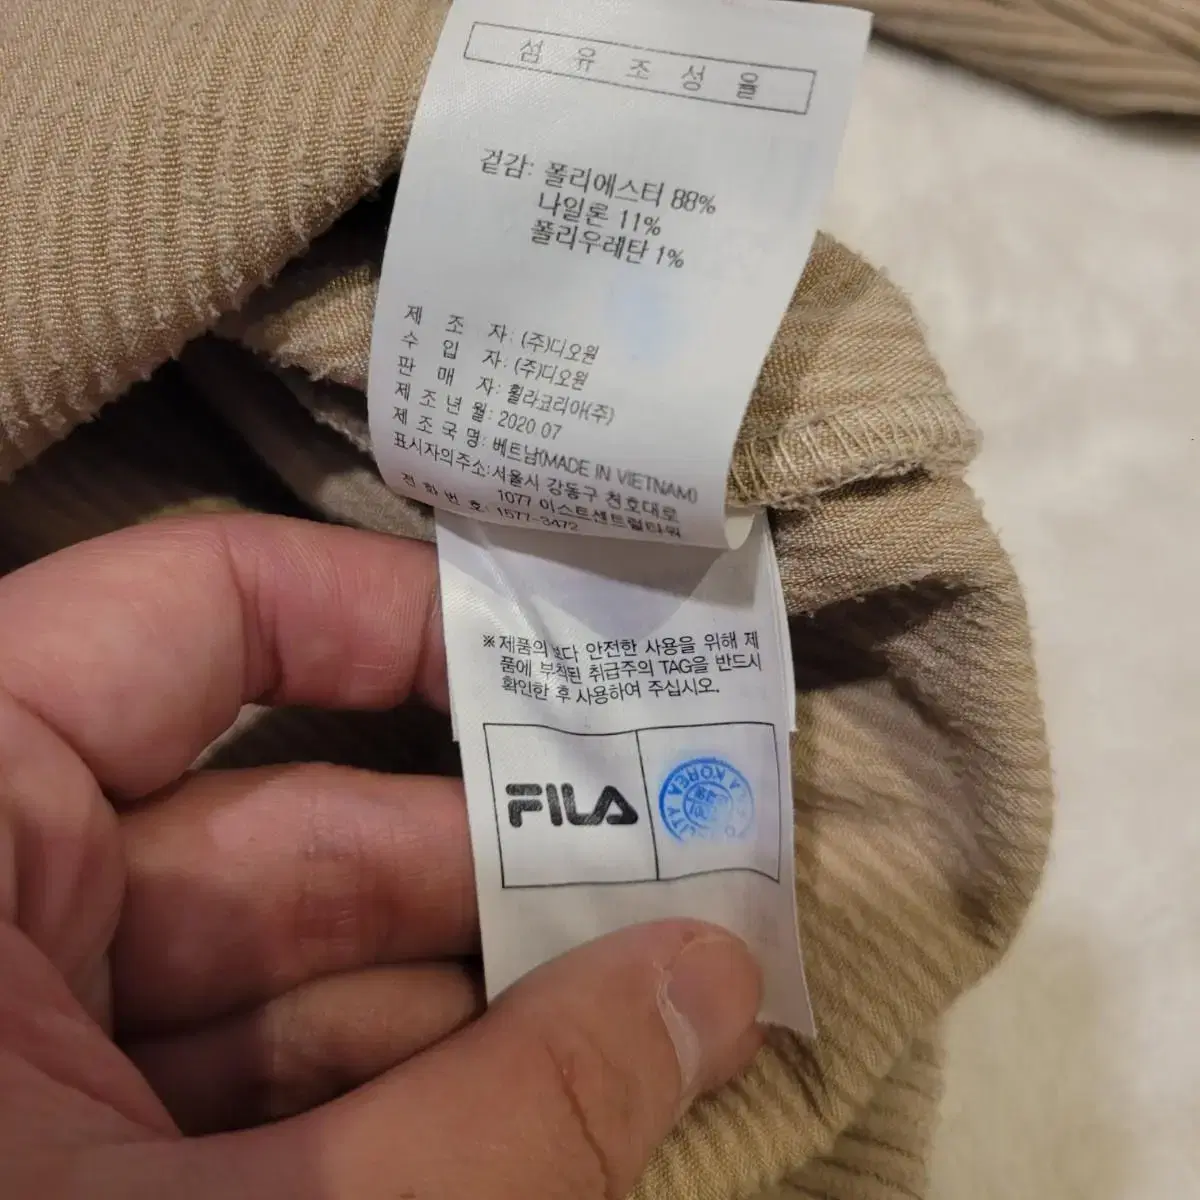 섬유조성율
겉감: 폴리에스터 88%
나일론 11%
폴리우레탄 1%
제 조 자: (주)디오원
수 입 자: (주)디오원
판 매 자: 휠라코리아(주)
제조년월: 2020.07
제조국명: 베트남(MADE IN VIETNAM)
표시자의주소: 서울시 강동구 천호대로
1077 이스트센트럴타워
전화번호: 1577-3472
※제품의 보다 안전한 사용을 위해 제
품에 부착된 취급주의 TAG을 반드시
확인한 후 사용하여 주십시오.
FILA
KOREA